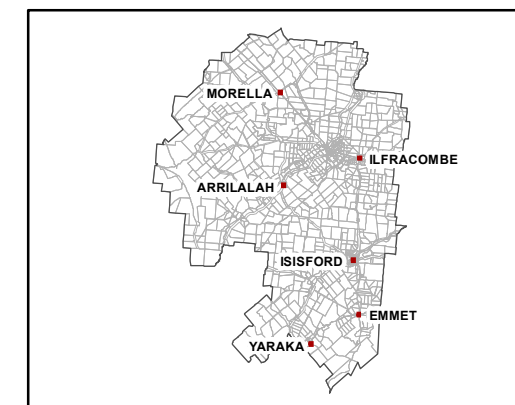 MORELLA
ILFRACOMBE
ARRILALAH
ISISFORD
EMMET
YARAKA